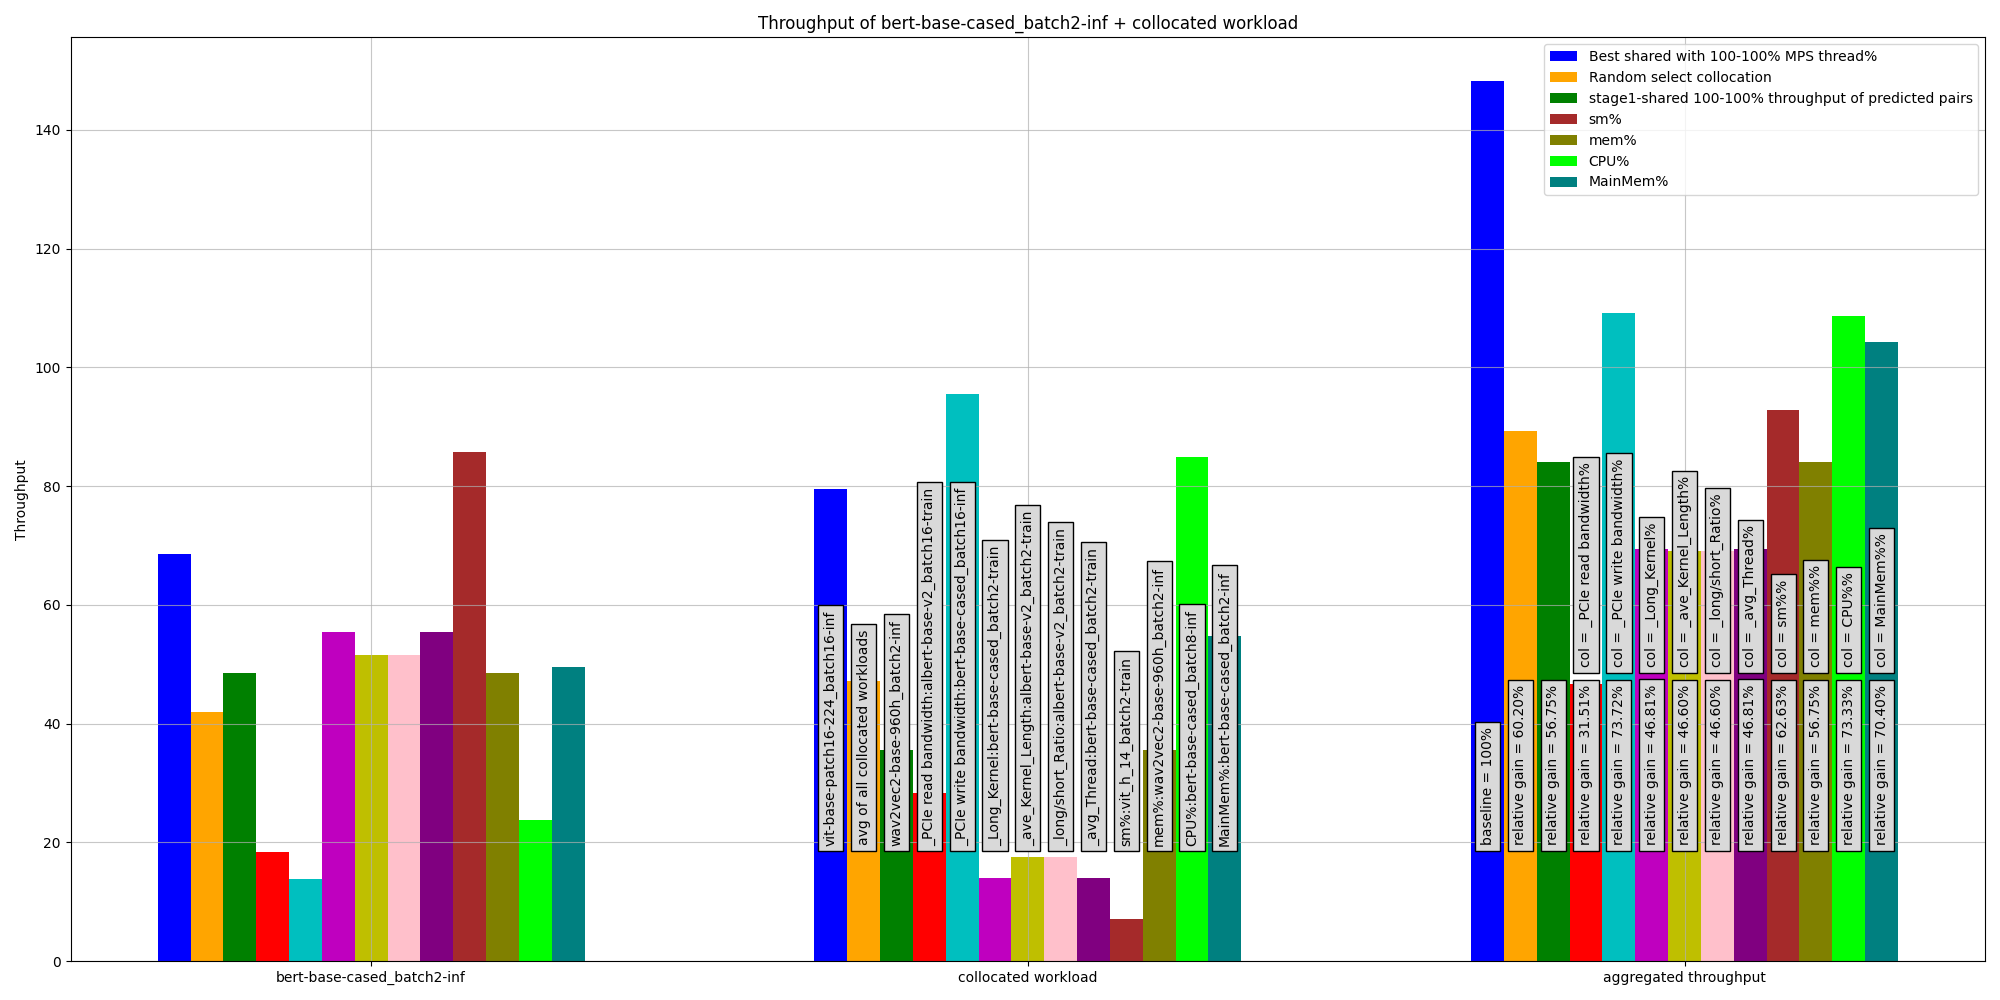 Throughput of bert-base-cased_batch2-inf + collocated workload
Best shared with 100-100% MPS thread%
Random select collocation
stage1-shared 100-100% throughput of predicted pairs
sm%
mem%
CPU%
MainMem%
Throughput
140
120
100
80
60
40
20
0
vit-base-patch16-224_batch16-inf
avg of all collocated workloads
wav2vec2-base-960h_batch2-inf
_PCIe read bandwidth:albert-base-v2_batch16-train
_PCIe write bandwidth:bert-base-cased_batch16-inf
_Long_Kernel:bert-base-cased_batch2-train
_ave_Kernel_Length:albert-base-v2_batch2-train
_long/short_Ratio:albert-base-v2_batch2-train
_avg_Thread:bert-base-cased_batch2-train
sm%:vit_h_14_batch2-train
mem%:wav2vec2-base-960h_batch2-inf
CPU%:bert-base-cased_batch8-inf
MainMem%:bert-base-cased_batch2-inf
col = _PCIe read bandwidth%
col = _PCIe write bandwidth%
col = _Long_Kernel%
col = _ave_Kernel_Length%
col = _long/short_Ratio%
col = _avg_Thread%
col = sm%%
col = mem%%
col = CPU%%
col = MainMem%%
baseline = 100%
relative gain = 60.20%
relative gain = 56.75%
relative gain = 31.51%
relative gain = 73.72%
relative gain = 46.81%
relative gain = 46.60%
relative gain = 46.60%
relative gain = 46.81%
relative gain = 62.63%
relative gain = 56.75%
relative gain = 73.33%
relative gain = 70.40%
bert-base-cased_batch2-inf
collocated workload
aggregated throughput